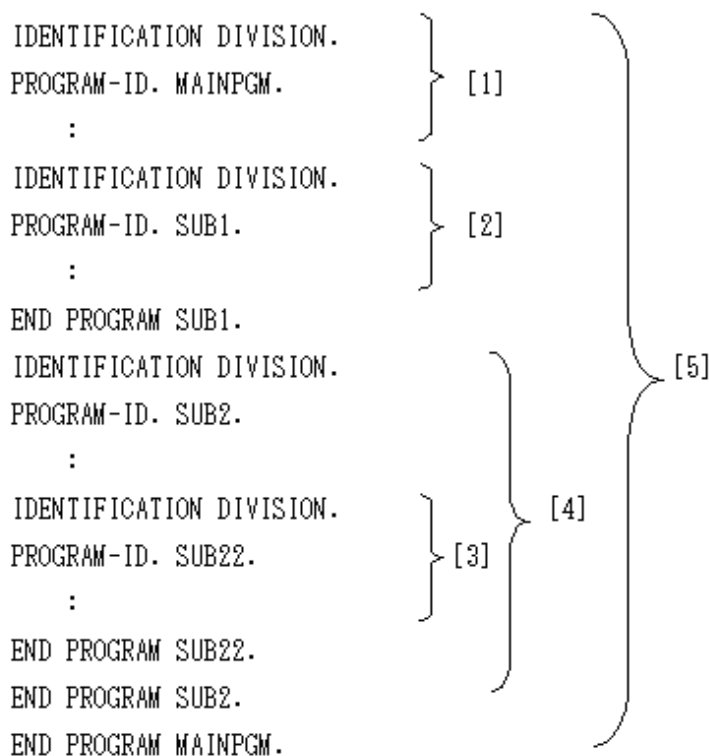 IDENTIFICATION DIVISION.
PROGRAM-ID. MAINPGM.
:
[1]
IDENTIFICATION DIVISION.
PROGRAM-ID. SUB1.
:
[2]
END PROGRAM SUB1.
IDENTIFICATION DIVISION.
PROGRAM-ID. SUB2.
:
IDENTIFICATION DIVISION.
PROGRAM-ID. SUB22.
:
[3]
END PROGRAM SUB22.
END PROGRAM SUB2.
[4]
END PROGRAM MAINPGM.
[5]